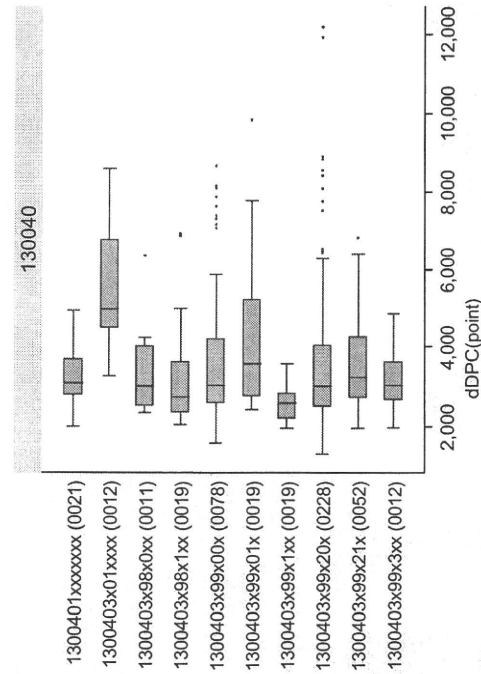 130040
1300401xxxxxxx (0021)
1300403x01xxxx (0012)
1300403x98x0xx (0011)
1300403x98x1xx (0019)
1300403x99x00x (0078)
1300403x99x01x (0019)
1300403x99x1xx (0019)
1300403x99x20x (0228)
1300403x99x21x (0052)
1300403x99x3xx (0012)
2,000
4,000
6,000
8,000
10,000
12,000
dDPC(point)